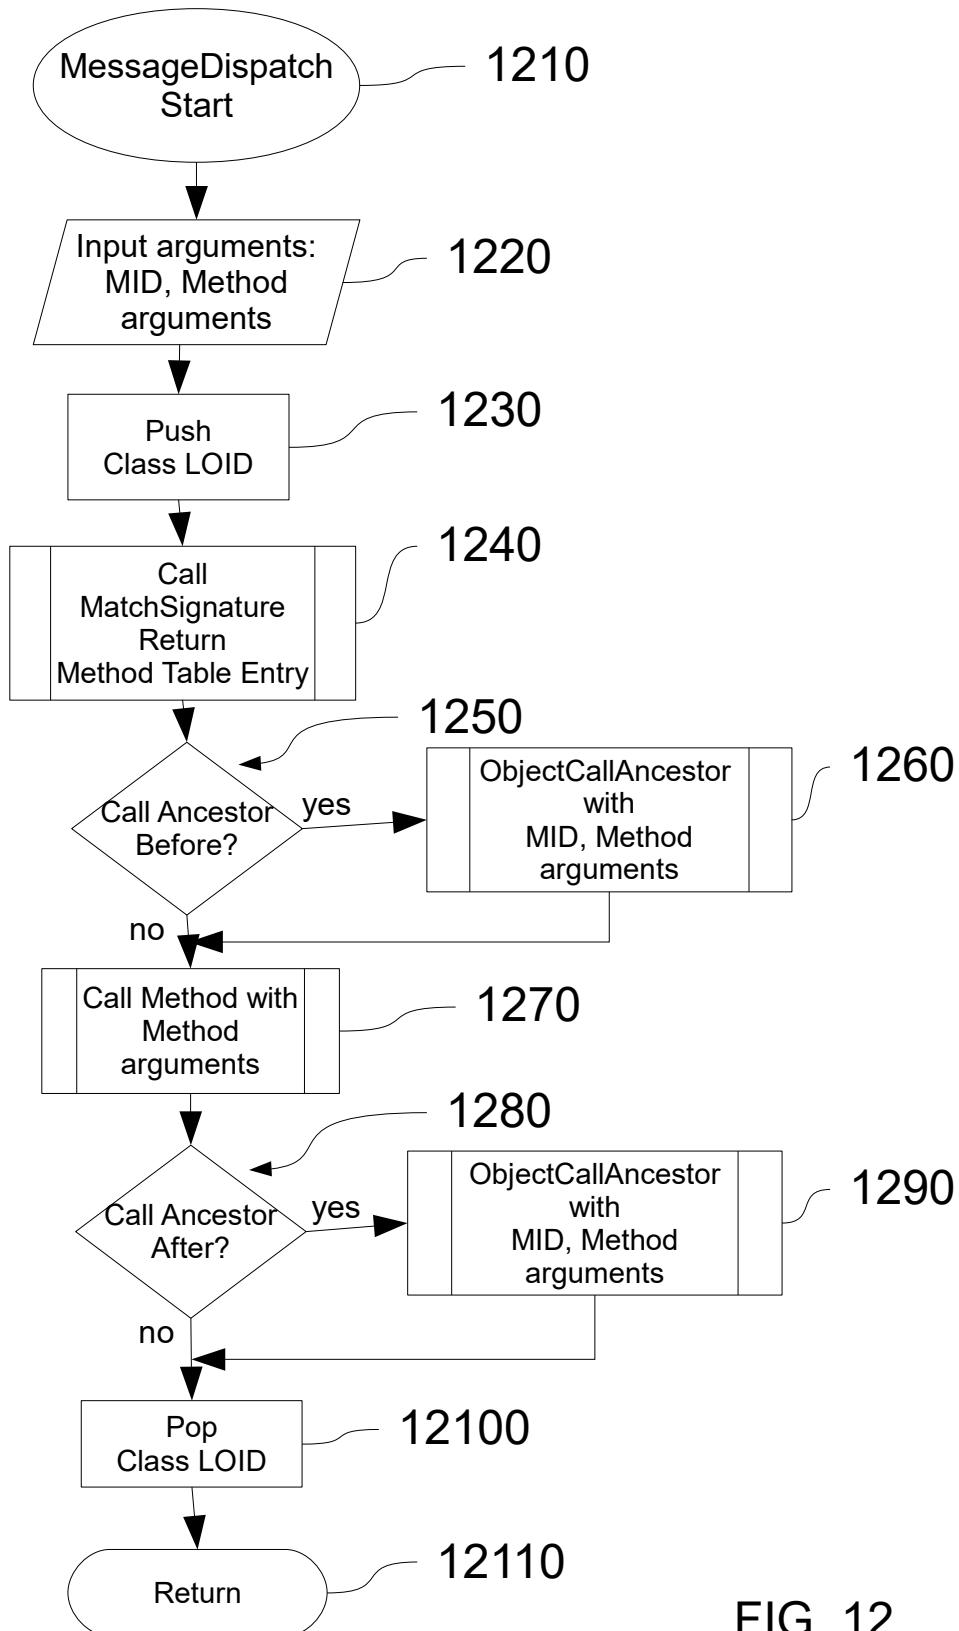 MessageDispatch
Start
1210
Input arguments:
MID, Method
arguments
1220
Push
Class LOID
1230
Call
MatchSignature
Return
Method Table Entry
1240
1250
Call Ancestor
Before?
yes
no
ObjectCallAncestor
with
MID, Method
arguments
1260
Call Method with
Method
arguments
1270
1280
Call Ancestor
After?
yes
no
ObjectCallAncestor
with
MID, Method
arguments
1290
Pop
Class LOID
12100
Return
12110
FIG. 12